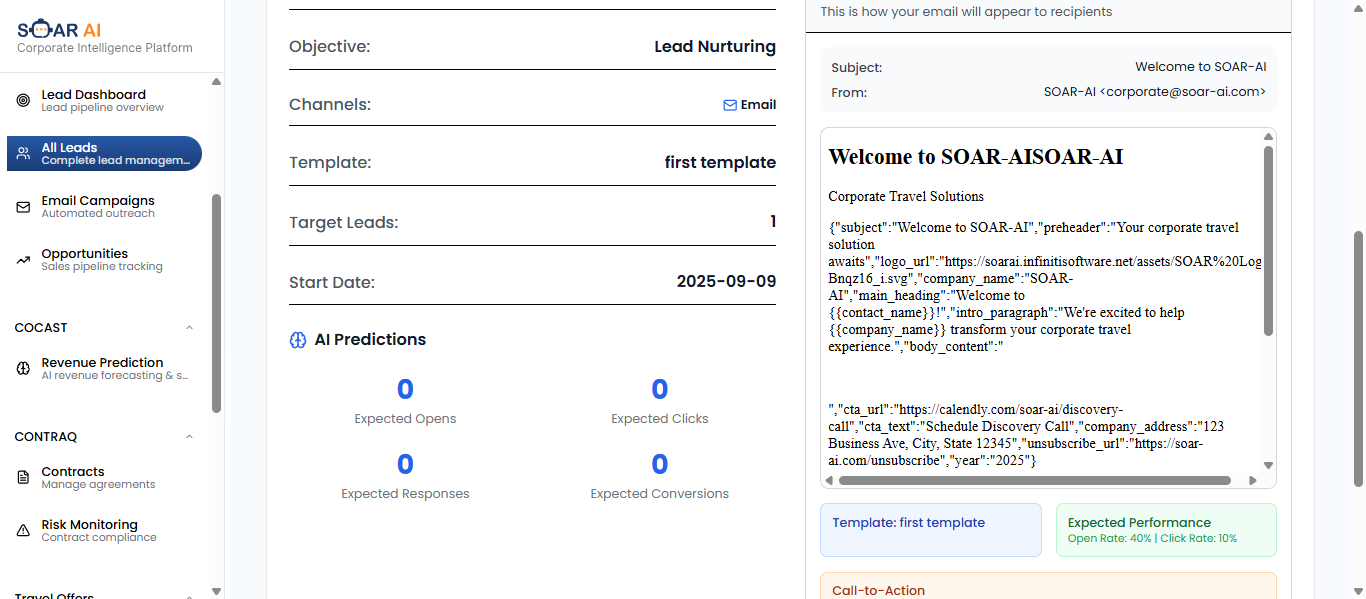 SOAR AI
Corporate Intelligence Platform
Lead Dashboard
Lead pipeline overview
All Leads
Complete lead managem...
Email Campaigns
Automated outreach
Opportunities
Sales pipeline tracking
COCAST
Revenue Prediction
AI revenue forecasting & s...
CONTRAQ
Contracts
Manage agreements
Risk Monitoring
Contract compliance
Travel Offers
Objective: Lead Nurturing
Channels: Email
Template: first template
Target Leads: 1
Start Date: 2025-09-09
AI Predictions
0 0
Expected Opens Expected Clicks
0 0
Expected Responses Expected Conversions
This is how your email will appear to recipients
Subject: Welcome to SOAR-AI
From: SOAR-AI <corporate@soar-ai.com>
Welcome to SOAR-AISOAR-AI
Corporate Travel Solutions
{"subject":"Welcome to SOAR-AI","preheader":"Your corporate travel
solution
awaits","logo_url":"https://soarai.infinitisoftware.net/assets/SOAR%20Log
Bnqz16_i.svg","company_name":"SOAR-
AI","main_heading":"Welcome to
{{contact_name}}!","intro_paragraph":"We're excited to help
{{company_name}} transform your corporate travel
experience.","body_content":"
","cta_url":"https://calendly.com/soar-ai/discovery-
call","cta_text":"Schedule Discovery Call","company_address":"123
Business Ave, City, State 12345","unsubscribe_url":"https://soar-
ai.com/unsubscribe","year":"2025"}
Template: first template
Expected Performance
Open Rate: 40% | Click Rate: 10%
Call-to-Action